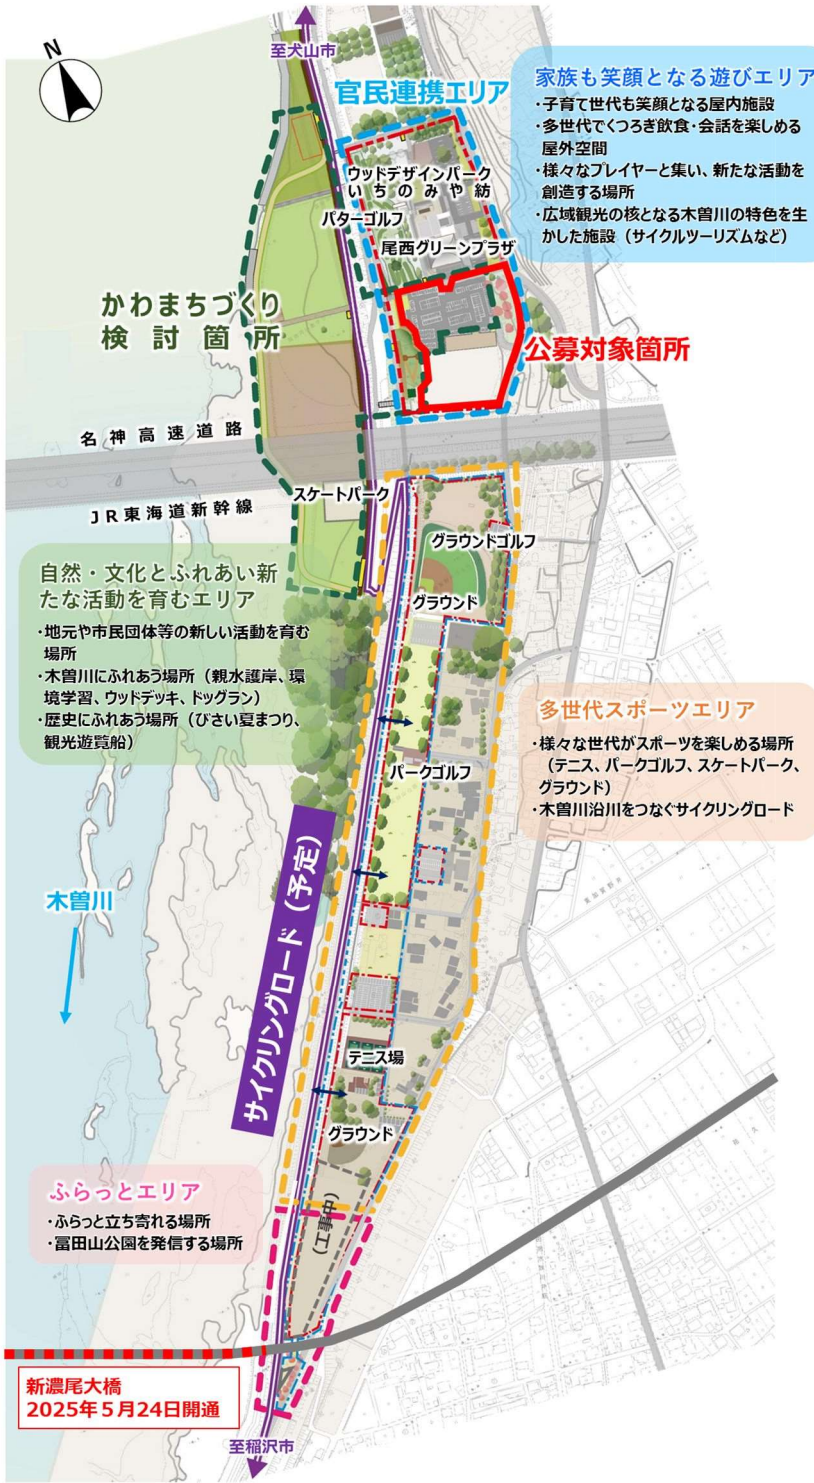 N
至犬山市
官民連携エリア
ウッドデザインパーク
いちのみや紡
パターゴルフ
尾西グリーンプラザ
家族も笑顔となる遊びエリア
・子育て世代も笑顔となる屋内施設
・多世代でくつろぎ飲食・会話を楽しめる
屋外空間
・様々なプレイヤーと集い、新たな活動を
創造する場所
・広域観光の核となる木曽川の特色を生
かした施設（サイクルツーリズムなど）
かわまちづくり
検討箇所
公募対象箇所
名神高速道路
JR東海道新幹線
スケートパーク
グラウンドゴルフ
グラウンド
自然・文化とふれあい新
たな活動を育むエリア
・地元や市民団体等の新しい活動を育む
場所
・木曽川にふれあう場所（親水護岸、環
境学習、ウッドデッキ、ドッグラン）
・歴史にふれあう場所（びさい夏まつり、
観光遊覧船）
多世代スポーツエリア
・様々な世代がスポーツを楽しめる場所
（テニス、パークゴルフ、スケートパーク、
グラウンド）
・木曽川沿川をつなぐサイクリングロード
パークゴルフ
サイクリングロード（予定）
木曽川
テニス場
グラウンド
（工事中）
ふらっとエリア
・ふらっと立ち寄れる場所
・冨田山公園を発信する場所
新濃尾大橋
2025年５月24日開通
至稲沢市